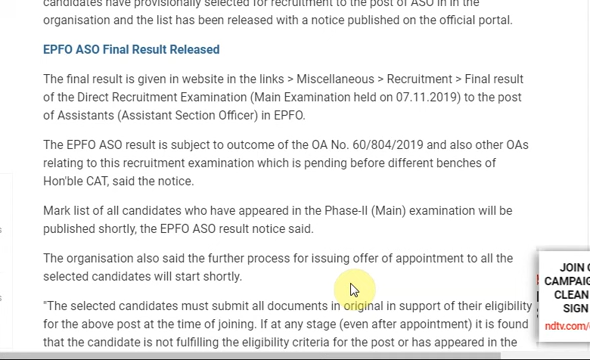 candidates have provisionally selected for recruitment to the post of ASO in in the
organisation and the list has been released with a notice published on the official portal.
EPFO ASO Final Result Released
The final result is given in website in the links > Miscellaneous > Recruitment > Final result
of the Direct Recruitment Examination (Main Examination held on 07.11.2019) to the post
of Assistants (Assistant Section Officer) in EPFO.
The EPFO ASO result is subject to outcome of the OA No. 60/804/2019 and also other OAs
relating to this recruitment examination which is pending before different benches of
Hon'ble CAT, said the notice.
Mark list of all candidates who have appeared in the Phase-II (Main) examination will be
published shortly, the EPFO ASO result notice said.
The organisation also said the further process for issuing offer of appointment to all the
selected candidates will start shortly.
"The selected candidates must submit all documents in original in support of their eligibility
for the above post at the time of joining. If at any stage (even after appointment) it is found
that the candidate is not fulfilling the eligibility criteria for the post or has appeared in the
JOIN
CAMPAIG
CLEAN
SIGN
ndtv.com/